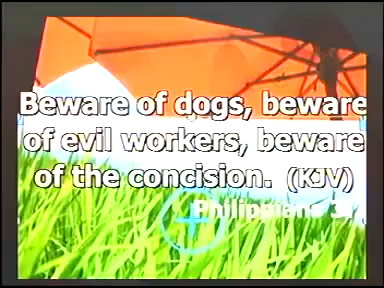 Beware of dogs, beware
of evil workers, beware
of the concision. (KJV)
Philippians 3